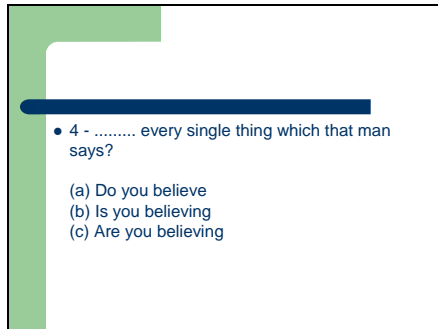 ● 4 - ......... every single thing which that man
says?
(a) Do you believe
(b) Is you believing
(c) Are you believing